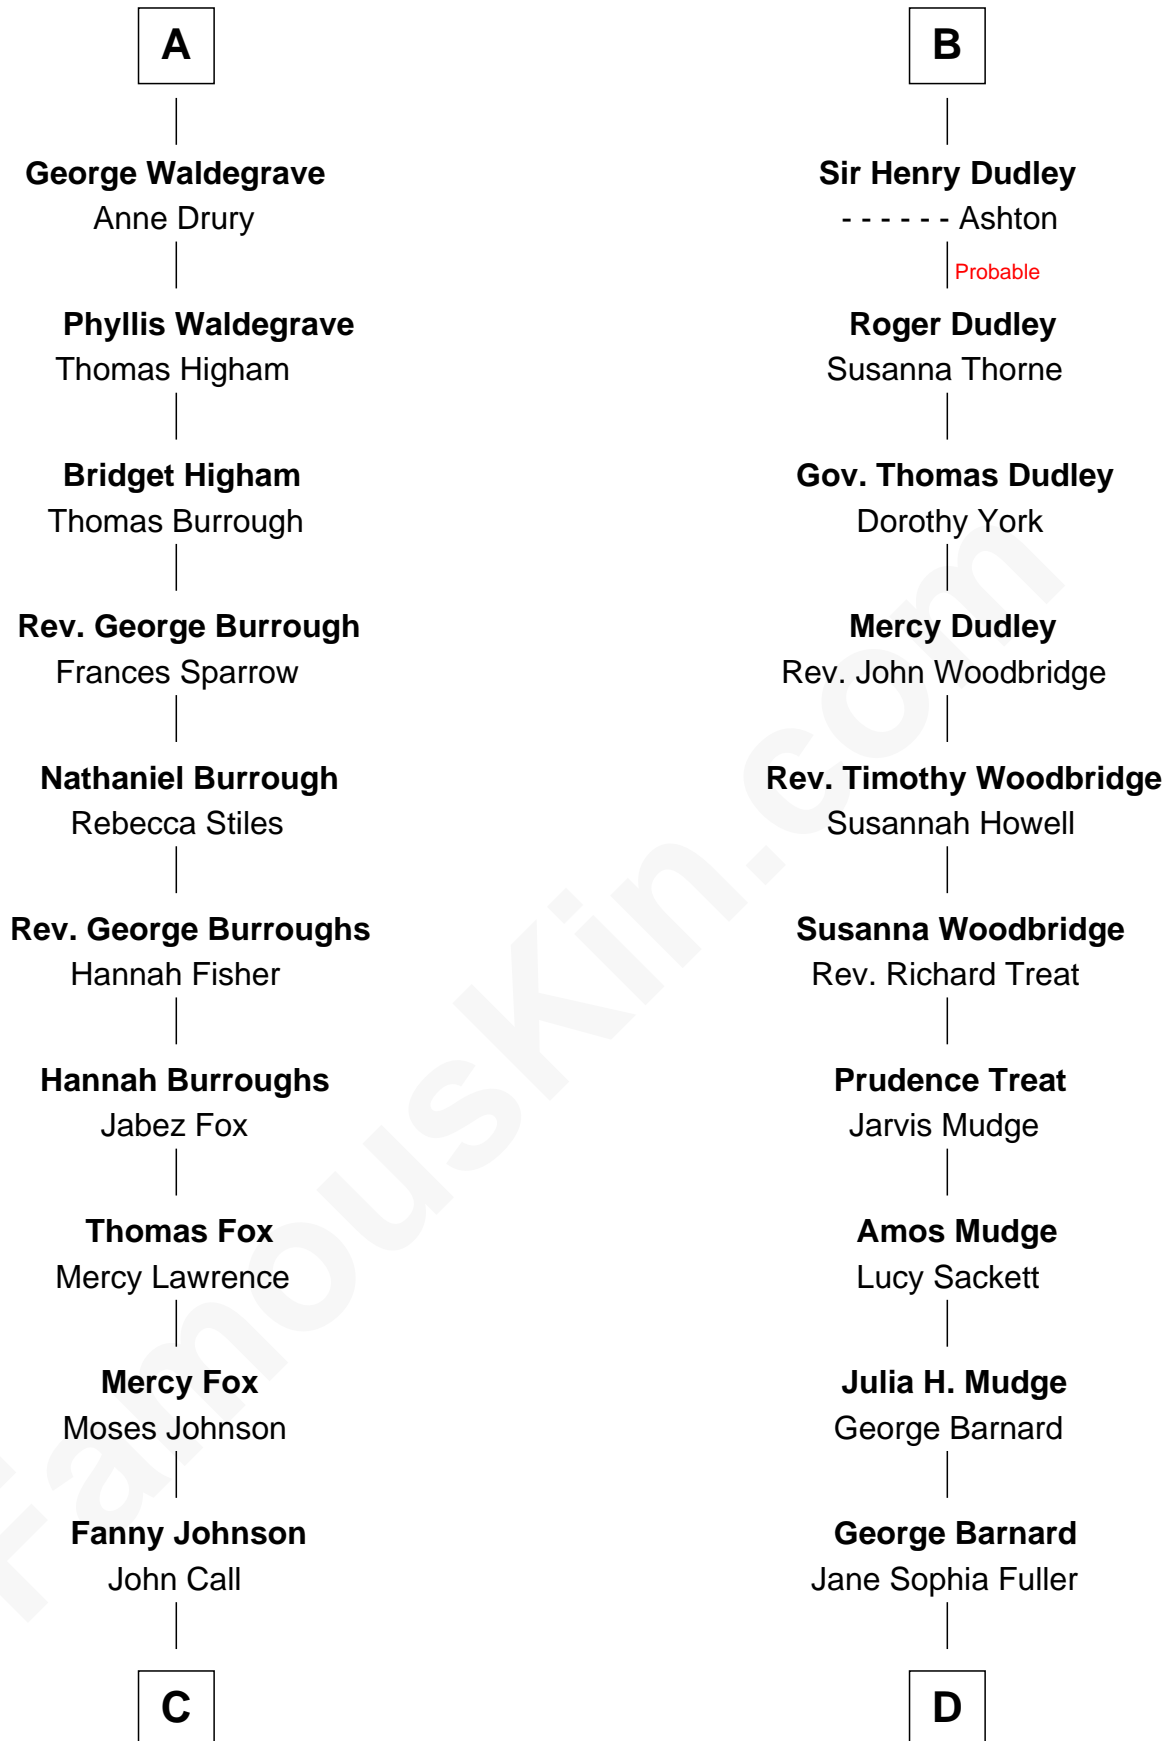 A
George Waldegrave
Anne Drury
Phyllis Waldegrave
Thomas Higham
Bridget Higham
Thomas Burrough
Rev. George Burrough
Frances Sparrow
Nathaniel Burrough
Rebecca Stiles
Rev. George Burroughs
Hannah Fisher
Hannah Burroughs
Jabez Fox
Thomas Fox
Mercy Lawrence
Mercy Fox
Moses Johnson
Fanny Johnson
John Call
C
B
Sir Henry Dudley
- - - - - - Ashton
Probable
Roger Dudley
Susanna Thorne
Gov. Thomas Dudley
Dorothy York
Mercy Dudley
Rev. John Woodbridge
Rev. Timothy Woodbridge
Susannah Howell
Susanna Woodbridge
Rev. Richard Treat
Prudence Treat
Jarvis Mudge
Amos Mudge
Lucy Sackett
Julia H. Mudge
George Barnard
George Barnard
Jane Sophia Fuller
D
FamousKin.com